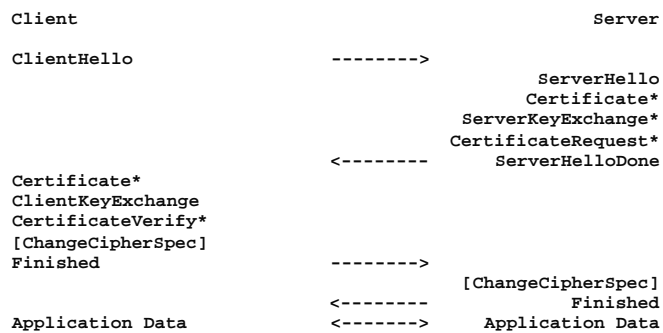 Client Server
ClientHello -------->
ServerHello
Certificate*
ServerKeyExchange*
CertificateRequest*
<-------- ServerHelloDone
Certificate*
ClientKeyExchange
CertificateVerify*
[ChangeCipherSpec]
Finished -------->
[ChangeCipherSpec]
<-------- Finished
Application Data <-------> Application Data